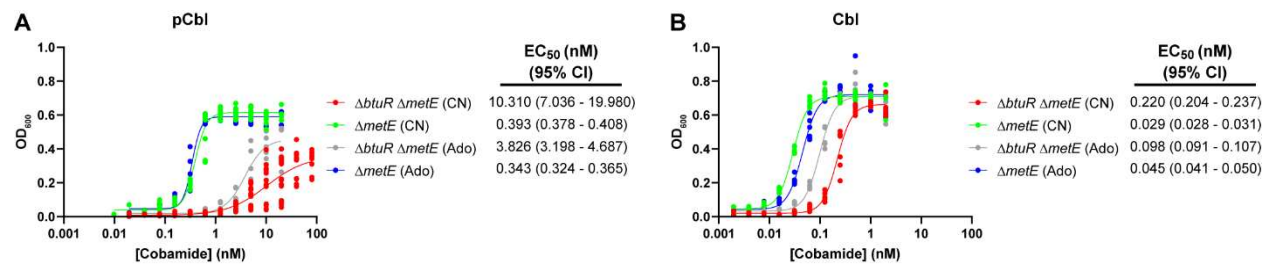 A
pCbl
OD600
1.0
0.8
0.6
0.4
0.2
0.0
0.001
0.01
0.1
1
10
100
[Cobamide] (nM)
EC50 (nM)
(95% CI)
ΔbtuR ΔmetE (CN) 10.310 (7.036 - 19.980)
ΔmetE (CN) 0.393 (0.378 - 0.408)
ΔbtuR ΔmetE (Ado) 3.826 (3.198 - 4.687)
ΔmetE (Ado) 0.343 (0.324 - 0.365)
B
Cbl
OD600
1.0
0.8
0.6
0.4
0.2
0.0
0.001
0.01
0.1
1
10
[Cobamide] (nM)
EC50 (nM)
(95% CI)
ΔbtuR ΔmetE (CN) 0.220 (0.204 - 0.237)
ΔmetE (CN) 0.029 (0.028 - 0.031)
ΔbtuR ΔmetE (Ado) 0.098 (0.091 - 0.107)
ΔmetE (Ado) 0.045 (0.041 - 0.050)